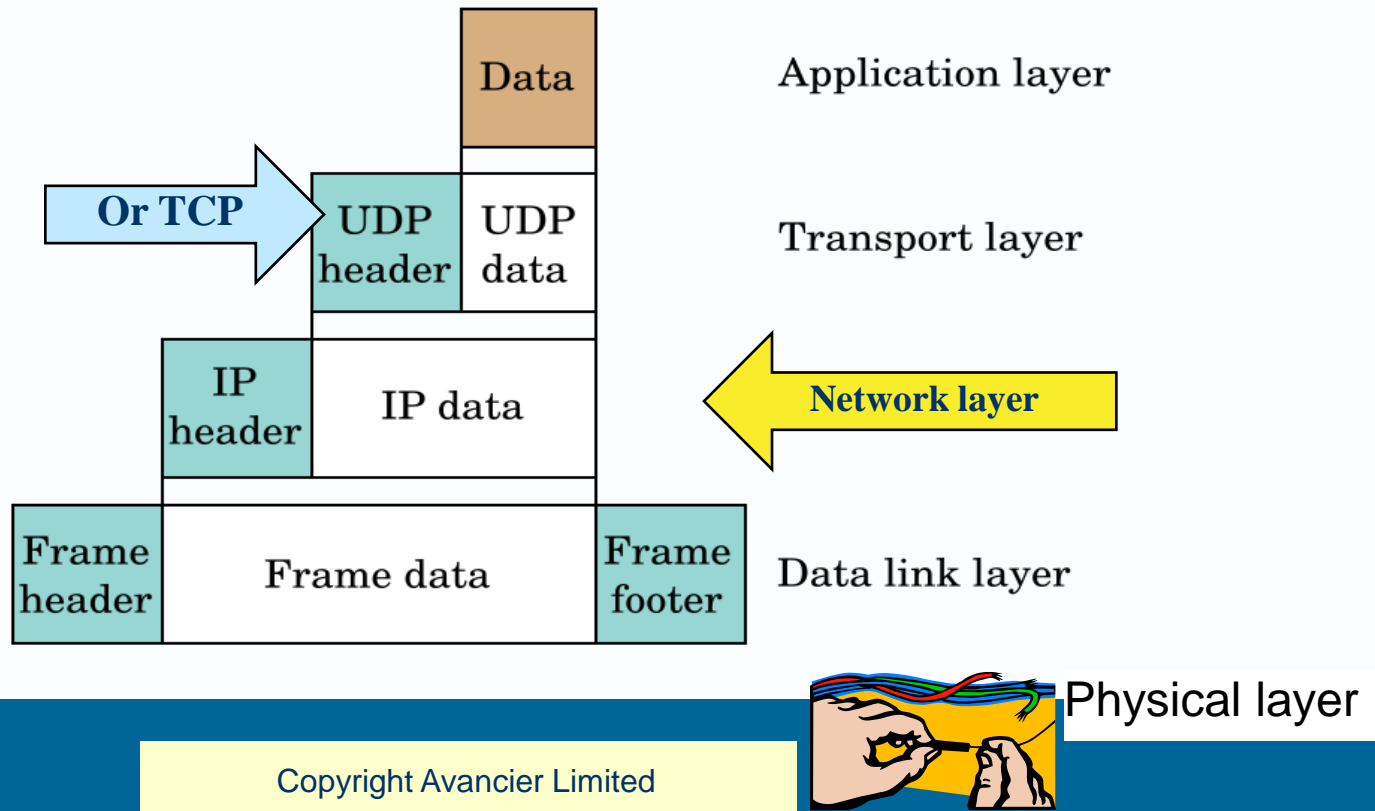 Data
Application layer
Or TCP
UDP
header
UDP
data
Transport layer
IP
header
IP data
Network layer
Frame
header
Frame data
Frame
footer
Data link layer
Physical layer
Copyright Avancier Limited